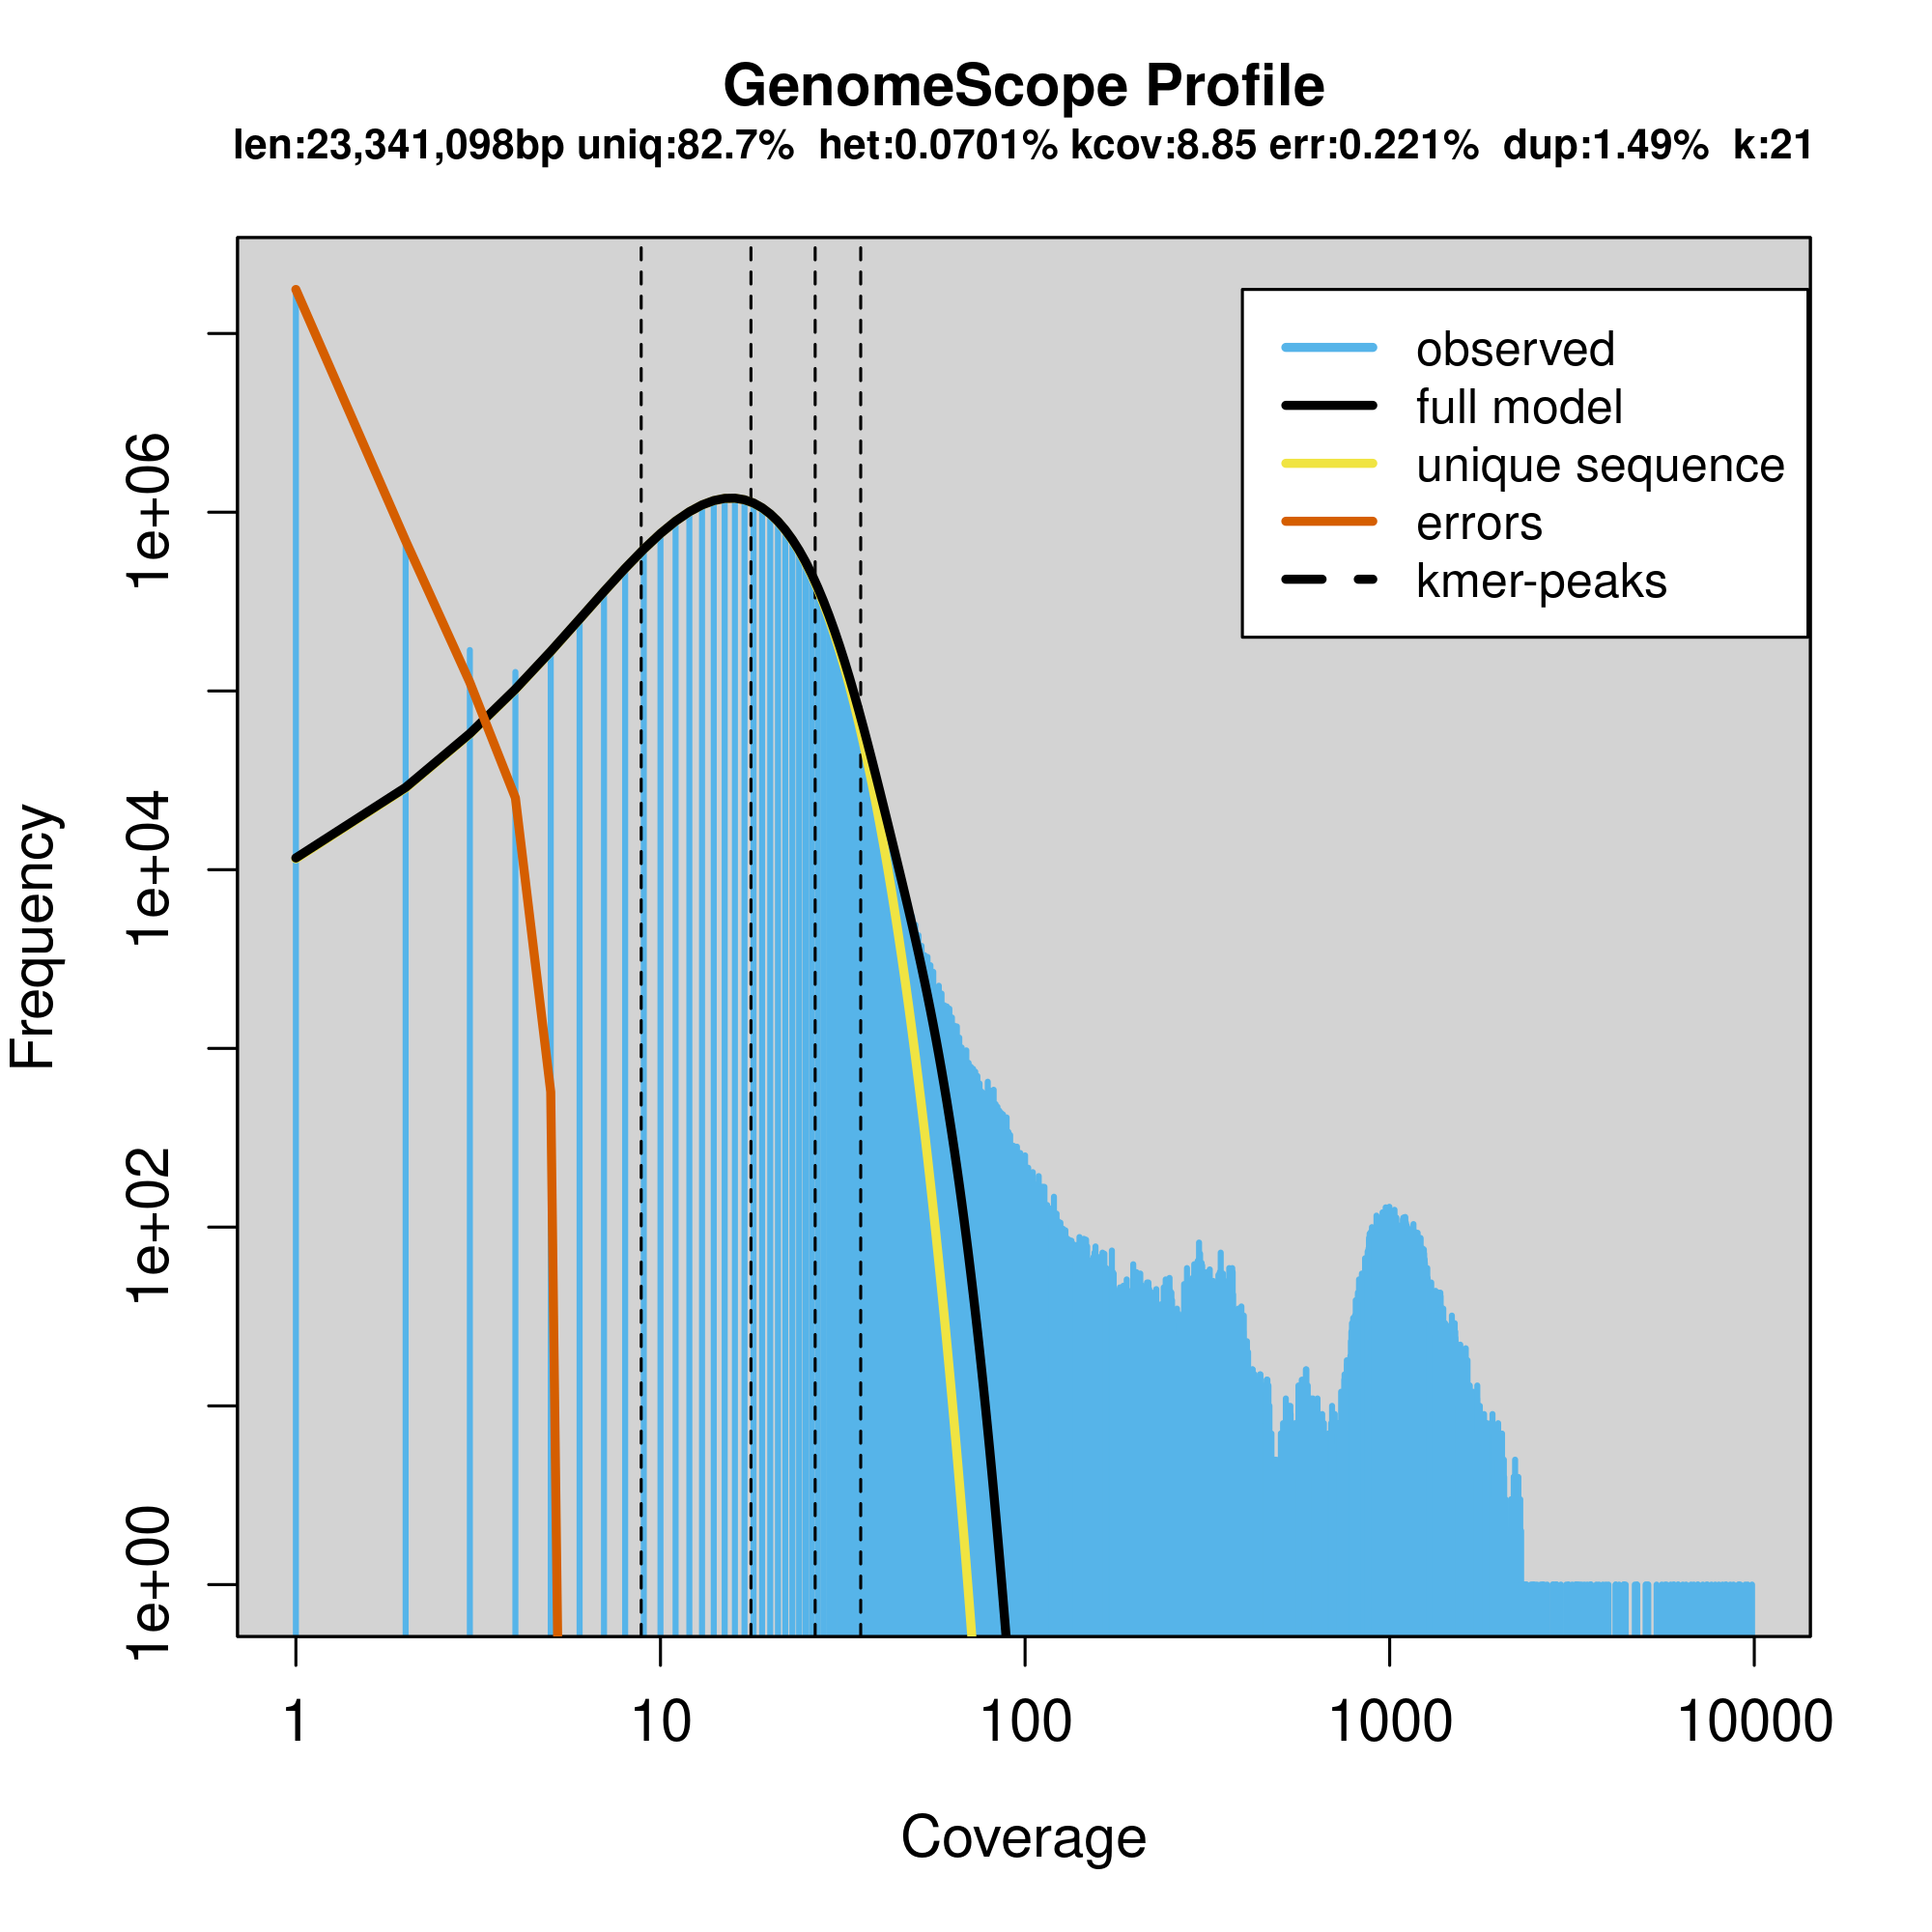 GenomeScope Profile
len:23,341,098bp uniq:82.7% het:0.0701% kcov:8.85 err:0.221% dup:1.49% k:21
observed
full model
unique sequence
errors
kmer-peaks
Frequency
1e+06
1e+04
1e+02
1e+00
1 10 100 1000 10000
Coverage